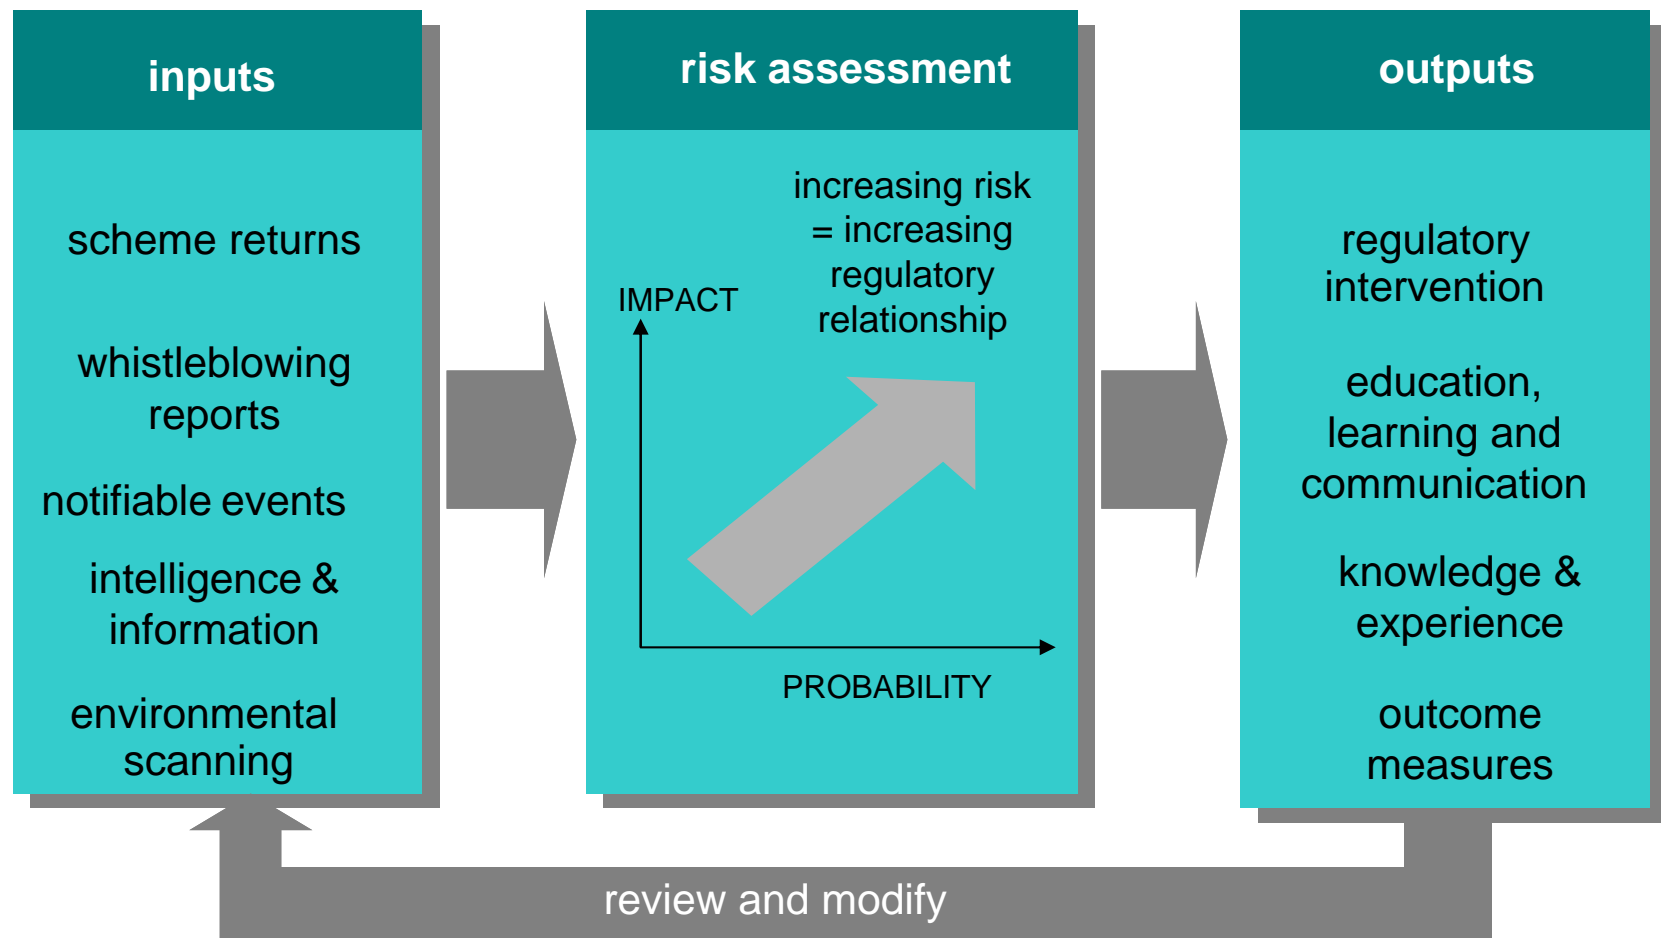 inputs
scheme returns
whistleblowing
reports
notifiable events
intelligence &
information
environmental
scanning
risk assessment
increasing risk
= increasing
regulatory
relationship
IMPACT
PROBABILITY
outputs
regulatory
intervention
education,
learning and
communication
knowledge &
experience
outcome
measures
review and modify